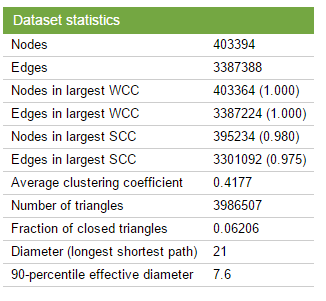 Dataset statistics
Nodes 403394
Edges 3387388
Nodes in largest WCC 403364 (1.000)
Edges in largest WCC 3387224 (1.000)
Nodes in largest SCC 395234 (0.980)
Edges in largest SCC 3301092 (0.975)
Average clustering coefficient 0.4177
Number of triangles 3986507
Fraction of closed triangles 0.06206
Diameter (longest shortest path) 21
90-percentile effective diameter 7.6